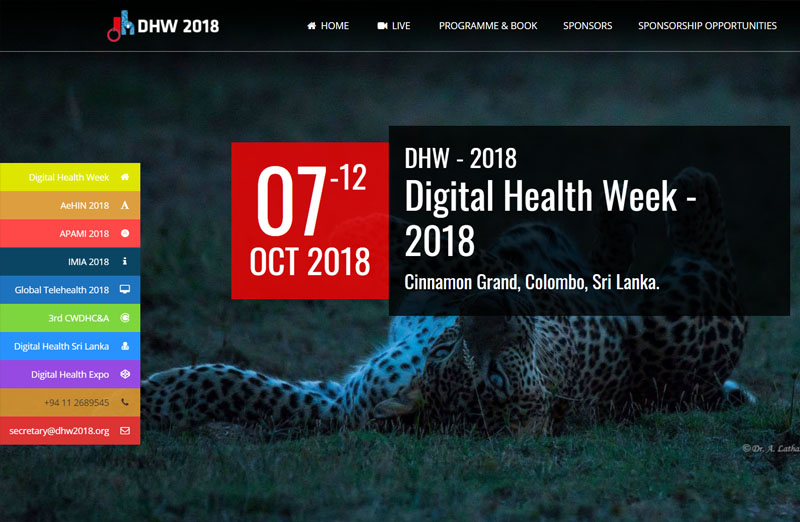 DHW 2018
HOME
LIVE
PROGRAMME & BOOK
SPONSORS
SPONSORSHIP OPPORTUNITIES
07-12
OCT 2018
DHW - 2018
Digital Health Week -
2018
Cinnamon Grand, Colombo, Sri Lanka.
Digital Health Week
AeHIN 2018
APAMI 2018
IMIA 2018
Global Telehealth 2018
3rd CWDHC&A
Digital Health Sri Lanka
Digital Health Expo
+94 11 2689545
secretary@dhw2018.org
©Dr. A. Latha